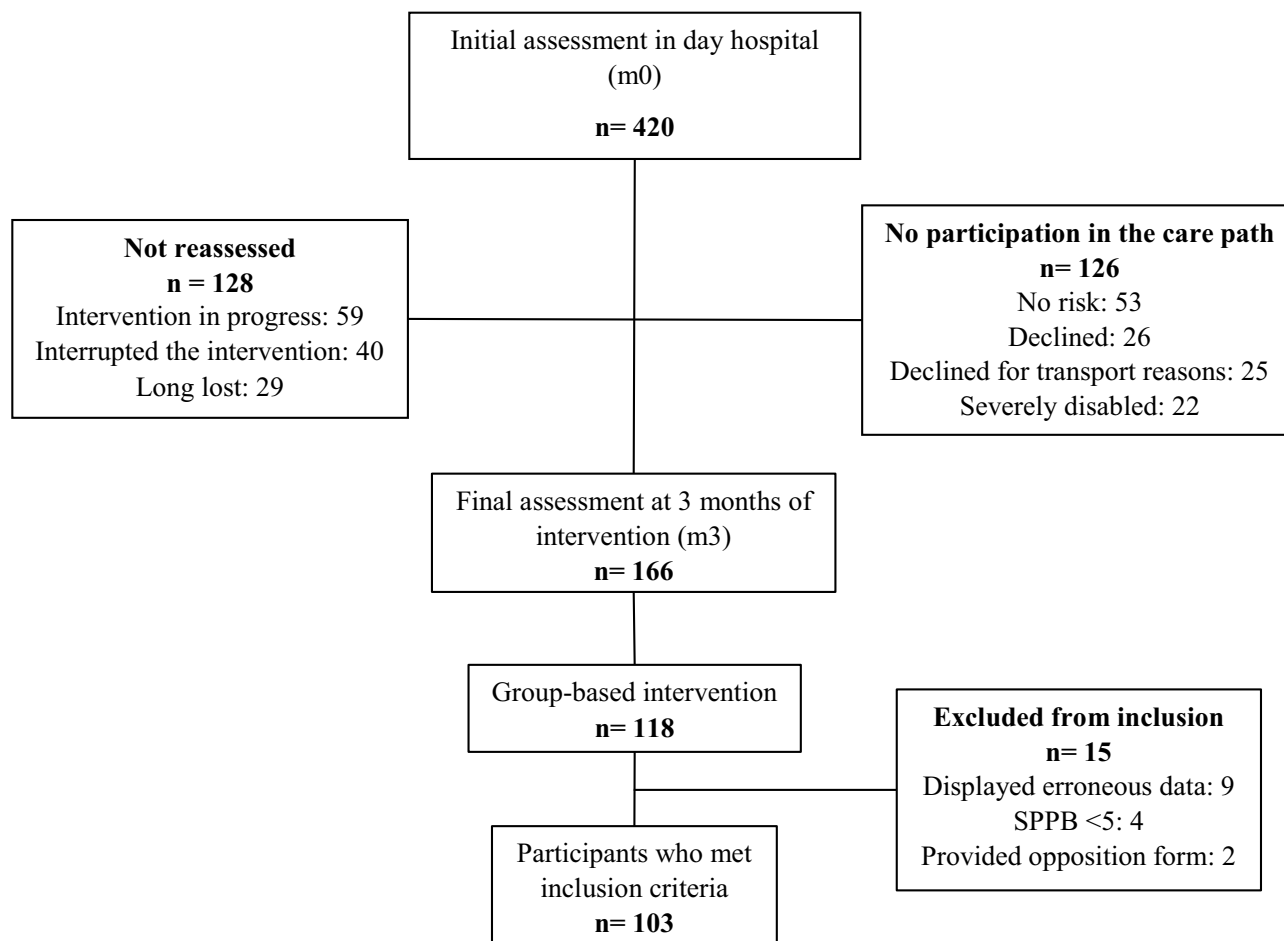 Initial assessment in day hospital
(m0)
n= 420
Not reassessed
n = 128
Intervention in progress: 59
Interrupted the intervention: 40
Long lost: 29
No participation in the care path
n= 126
No risk: 53
Declined: 26
Declined for transport reasons: 25
Severely disabled: 22
Final assessment at 3 months of
intervention (m3)
n= 166
Group-based intervention
n= 118
Excluded from inclusion
n= 15
Displayed erroneous data: 9
SPPB <5: 4
Provided opposition form: 2
Participants who met
inclusion criteria
n= 103